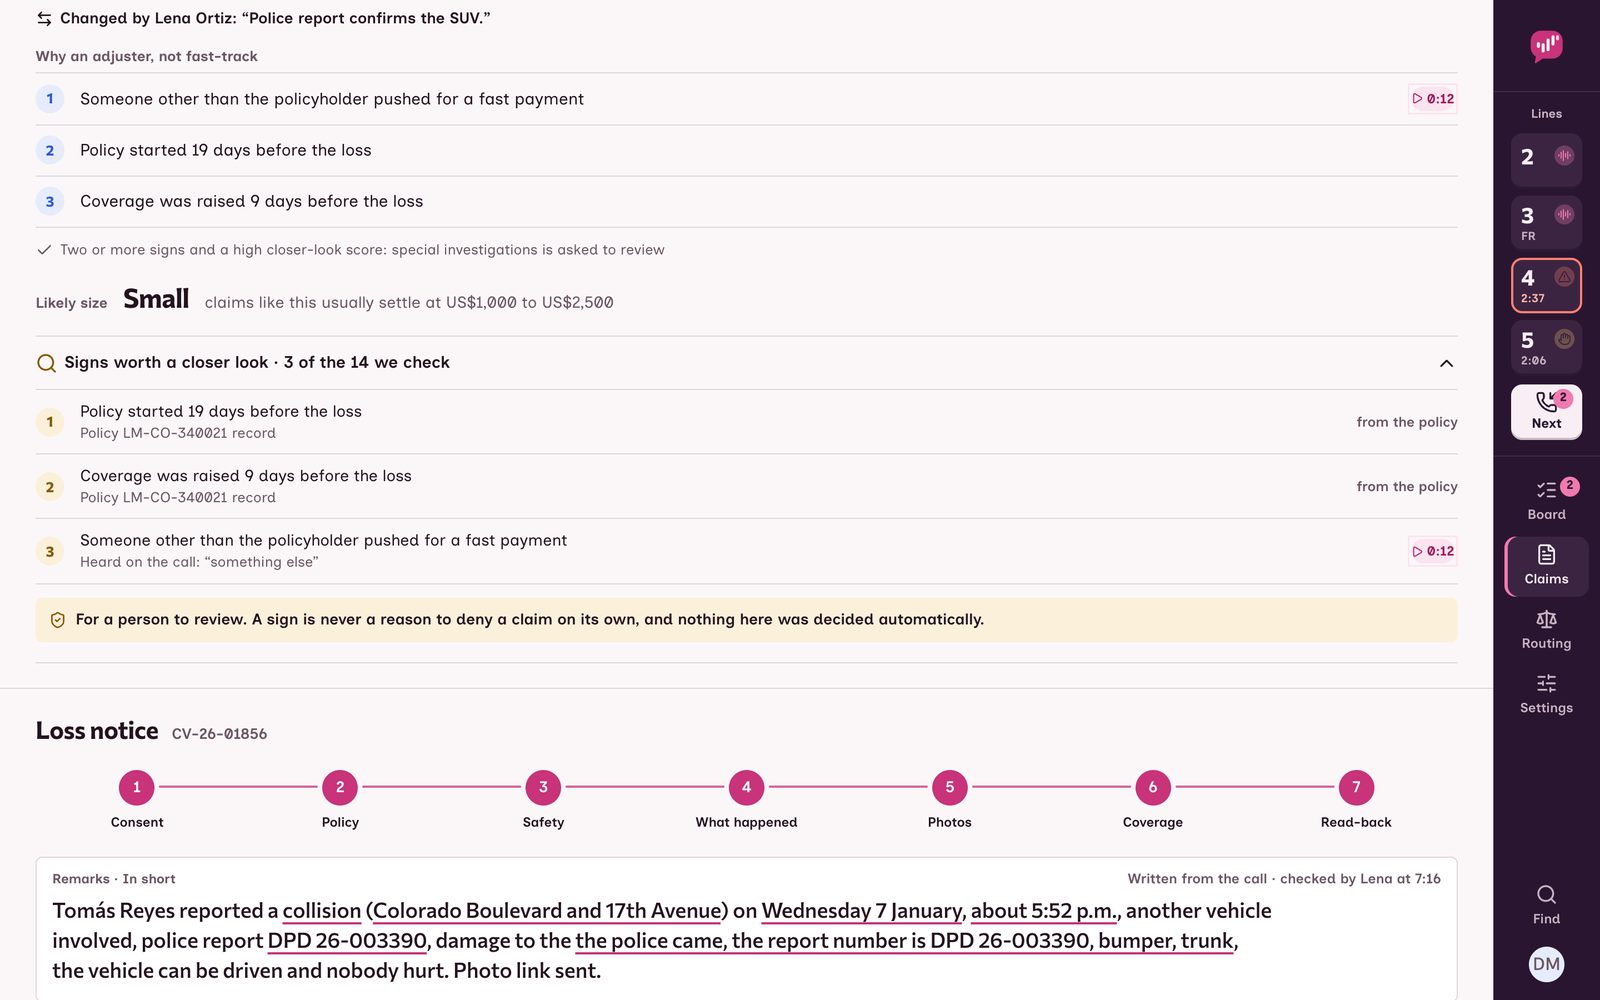 Changed by Lena Ortiz: “Police report confirms the SUV.”
Why an adjuster, not fast-track
1 Someone other than the policyholder pushed for a fast payment 0:12
2 Policy started 19 days before the loss
3 Coverage was raised 9 days before the loss
Two or more signs and a high closer-look score: special investigations is asked to review
Likely size Small claims like this usually settle at US$1,000 to US$2,500
Signs worth a closer look · 3 of the 14 we check
1 Policy started 19 days before the loss
Policy LM-CO-340021 record
from the policy
2 Coverage was raised 9 days before the loss
Policy LM-CO-340021 record
from the policy
3 Someone other than the policyholder pushed for a fast payment
Heard on the call: “something else”
0:12
For a person to review. A sign is never a reason to deny a claim on its own, and nothing here was decided automatically.
Loss notice CV-26-01856
1 2 3 4 5 6 7
Consent Policy Safety What happened Photos Coverage Read-back
Remarks · In short
Written from the call · checked by Lena at 7:16
Tomás Reyes reported a collision (Colorado Boulevard and 17th Avenue) on Wednesday 7 January, about 5:52 p.m., another vehicle
involved, police report DPD 26-003390, damage to the the police came, the report number is DPD 26-003390, bumper, trunk,
the vehicle can be driven and nobody hurt. Photo link sent.
Lines
2
3
FR
4
2:37
5
2:06
2
Next
2
Board
Claims
Routing
Settings
Find
DM